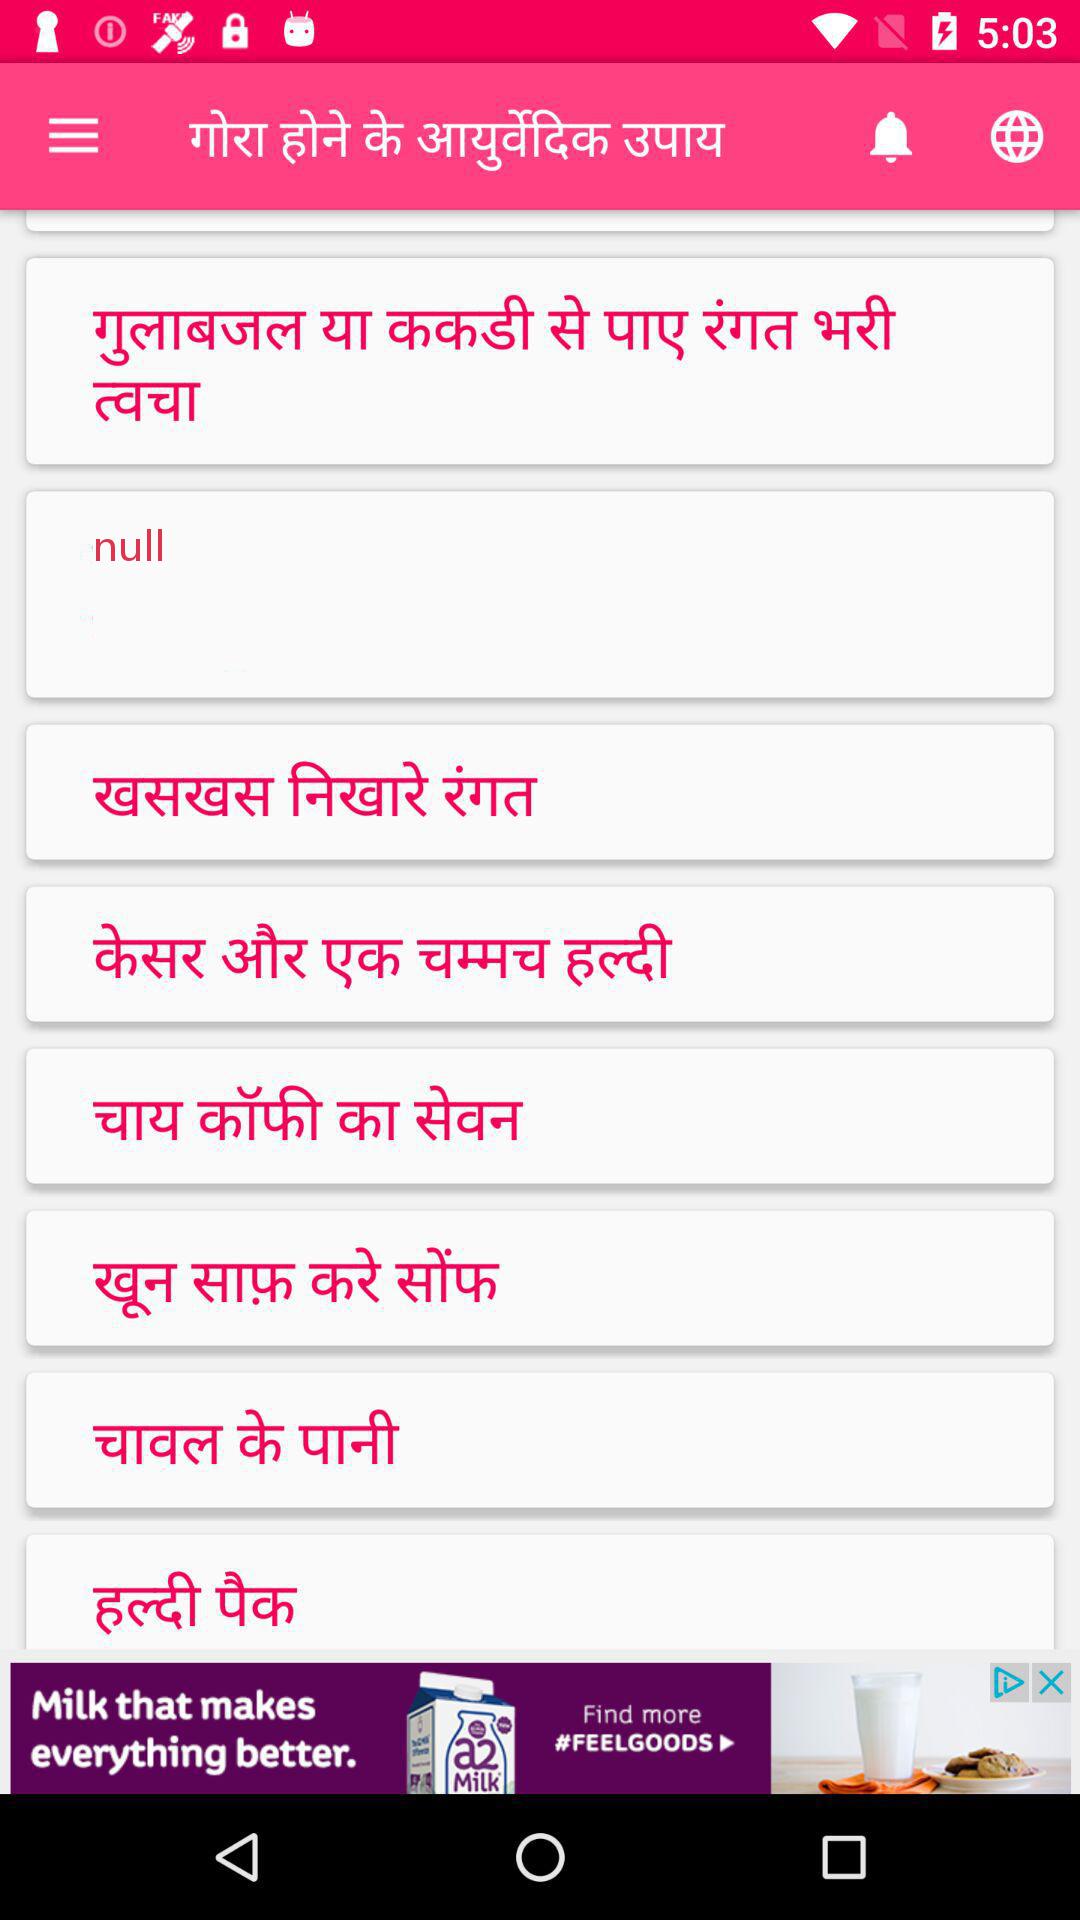 FAKE
5:03
गोरा होने के आयुर्वेदिक उपाय
गुलाबजल या ककडी से पाए रंगत भरी
त्वचा
null
खसखस निखारे रंगत
केसर और एक चम्मच हल्दी
चाय कॉफी का सेवन
खून साफ़ करे सोंफ
चावल के पानी
हल्दी पैक
Milk that makes
everything better.
a2
Milk
Find more
#FEELGOODS